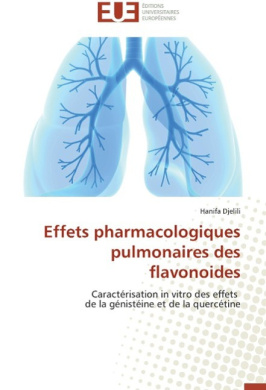 EUE
ÉDITIONS
UNIVERSITAIRES
EUROPÉENNES
Hanifa Djelili
Effets pharmacologiques
pulmonaires des
flavonoides
Caractérisation in vitro des effets
de la génistéine et de la quercétine